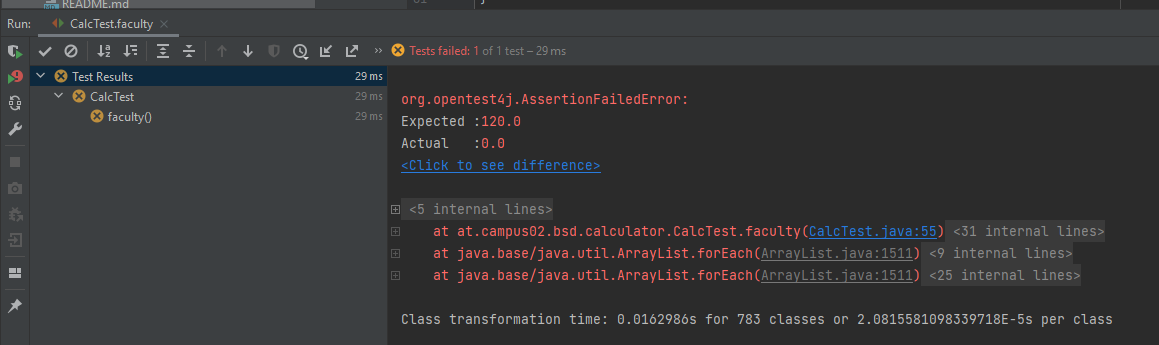 README.md
Run: CalcTest.faculty ×
Tests failed: 1 of 1 test – 29 ms
Test Results 29 ms
CalcTest 29 ms
faculty() 29 ms
org.opentest4j.AssertionFailedError:
Expected :120.0
Actual :0.0
<Click to see difference>
<5 internal lines>
at at.campus02.bsd.calculator.CalcTest.faculty(CalcTest.java:55) <31 internal lines>
at java.base/java.util.ArrayList.forEach(ArrayList.java:1511) <9 internal lines>
at java.base/java.util.ArrayList.forEach(ArrayList.java:1511) <25 internal lines>
Class transformation time: 0.0162986s for 783 classes or 2.0815581098339718E-5s per class